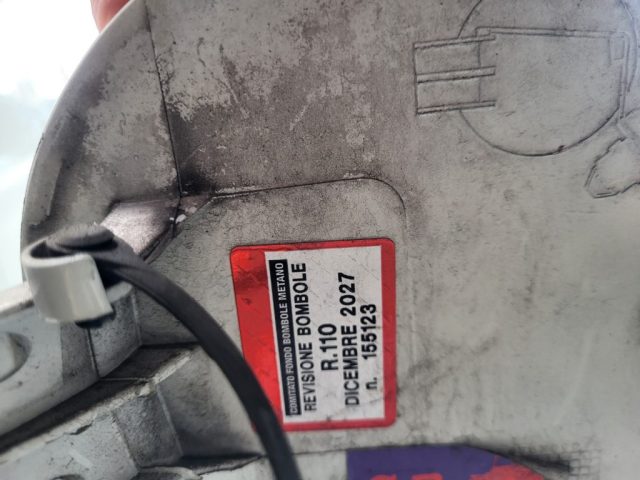 COMITATO FONDO BOMBOLE METANO
REVISIONE BOMBOLE
R.110
DICEMBRE 2027
n. 155123